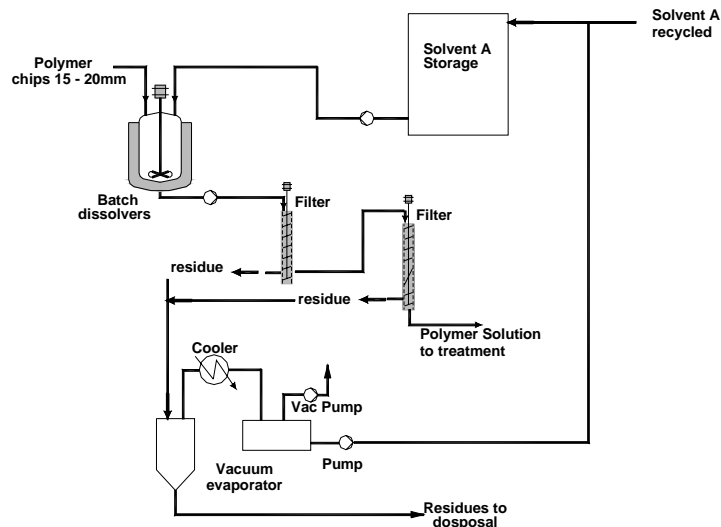 Solvent A
recycled
Polymer
chips 15 - 20mm
Solvent A
Storage
Batch
dissolvers
Filter
Filter
residue
residue
Polymer Solution
to treatment
Cooler
Vac Pump
Pump
Vacuum
evaporator
Residues to
dosposal